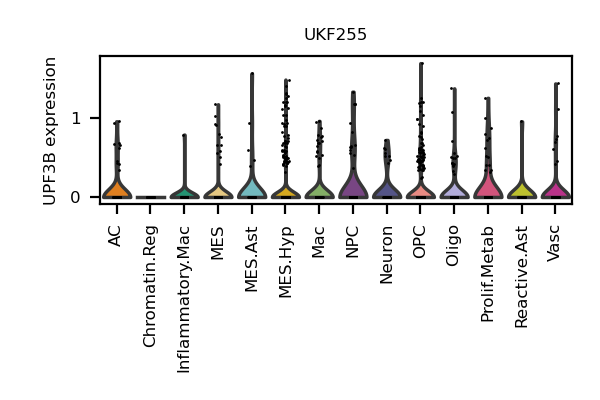 UKF255
UPF3B expression
1
0
AC
Chromatin.Reg
Inflammatory.Mac
MES
MES.Ast
MES.Hyp
Mac
NPC
Neuron
OPC
Oligo
Prolif.Metab
Reactive.Ast
Vasc